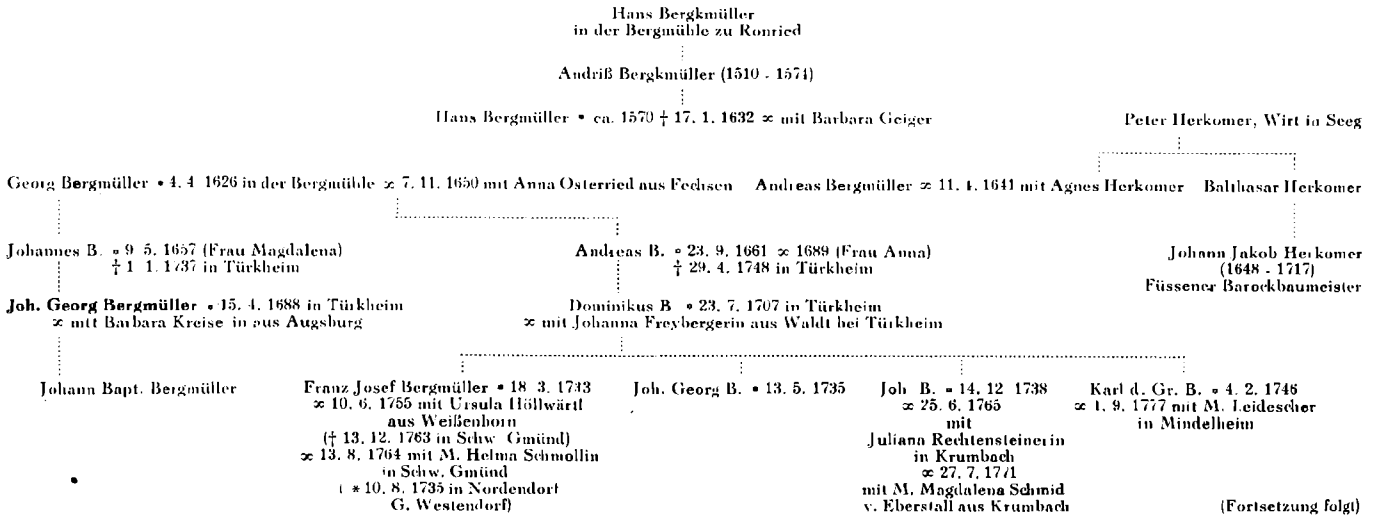 Hans Bergkmüller
in der Bergmühle zu Ronried
Andriß Bergkmüller (1510 - 1574)
Hans Bergmüller * ca. 1570 † 17. 1. 1632 ∞ mit Barbara Geiger
Peter Herkomer, Wirt in Seeg
Georg Bergmüller * 4. 4 1626 in der Bergmühle ∞ 7. 11. 1650 mit Anna Osterried aus Fechsen
Andreas Bergmüller ∞ 11. 4. 1641 mit Agnes Herkomer
Balthasar Herkomer
Johannes B. * 9 5. 1657 (Frau Magdalena)
† 1 1. 1737 in Türkheim
Andreas B. * 23. 9. 1661 ∞ 1689 (Frau Anna)
† 29. 4. 1748 in Türkheim
Johann Jakob Herkomer
(1648 - 1717)
Füssener Barockbaumeister
Joh. Georg Bergmüller * 15. 4. 1688 in Türkheim
∞ mit Barbara Kreise in aus Augsburg
Dominikus B * 23. 7. 1707 in Türkheim
∞ mit Johanna Freybergerin aus Waldt bei Türkheim
Johann Bapt. Bergmüller
Franz Josef Bergmüller * 18 3. 1733
∞ 10. 6. 1755 mit Ursula Höllwärtl
aus Weißenhorn
(† 13. 12. 1763 in Schw Gmünd)
∞ 13. 8. 1764 mit M. Helma Schmollin
in Schw. Gmünd
( * 10. 8. 1735 in Nordendorf
G. Westendorf)
Joh. Georg B. * 13. 5. 1735
Joh B. * 14. 12 1738
∞ 25. 6. 1765
mit
Juliana Rechtensteinerin
in Krumbach
∞ 27. 7. 1771
mit M. Magdalena Schmid
v. Eberstall aus Krumbach
Karl d. Gr. B. * 4. 2. 1746
∞ 1. 9. 1777 mit M. Leidescher
in Mindelheim
(Fortsetzung folgt)